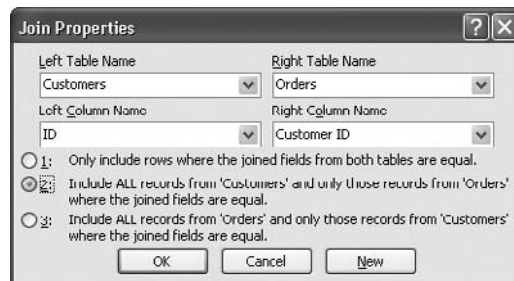 Join Properties
Left Table Name Right Table Name
Customers Orders
Left Column Name Right Column Name
ID Customer ID
1: Only include rows where the joined fields from both tables are equal.
2: Include ALL records from 'Customers' and only those records from 'Orders'
where the joined fields are equal.
3: Include ALL records from 'Orders' and only those records from 'Customers'
where the joined fields are equal.
OK Cancel New